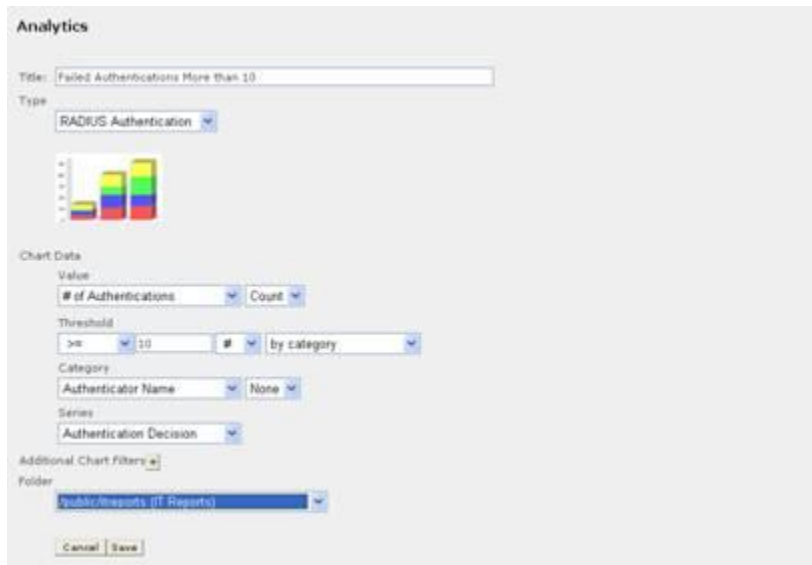 Analytics
Title: Failed Authentications More than 10
Type
RADIUS Authentication
Chart Data
Value
# of Authentications Count
Threshold
>= 10 # by category
Category
Authenticator Name None
Series
Authentication Decision
Additional Chart Filters +
Folder
/public/itreports (IT Reports)
Cancel Save